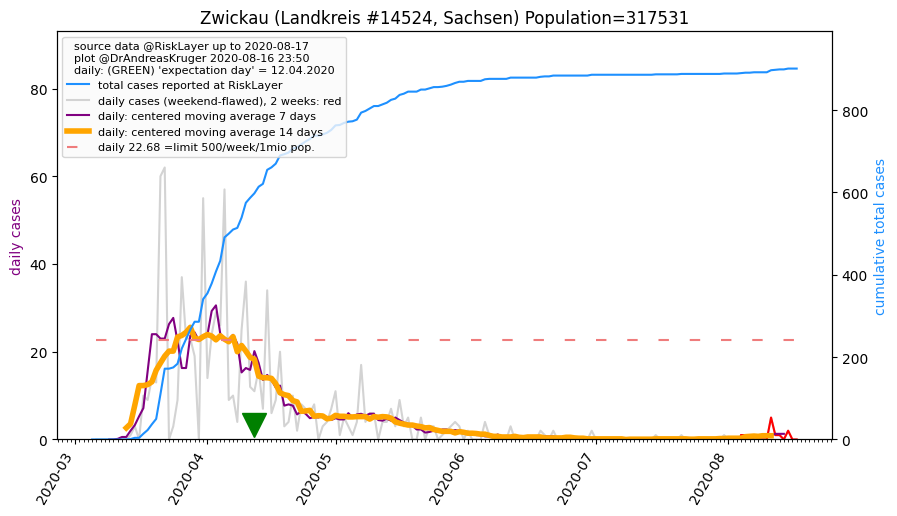 Zwickau (Landkreis #14524, Sachsen) Population=317531
source data @RiskLayer up to 2020-08-17
plot @DrAndreasKruger 2020-08-16 23:50
daily: (GREEN) 'expectation day' = 12.04.2020
total cases reported at RiskLayer
daily cases (weekend-flawed), 2 weeks: red
daily: centered moving average 7 days
daily: centered moving average 14 days
daily 22.68 =limit 500/week/1mio pop.
daily cases
80
60
40
20
0
cumulative total cases
800
600
400
200
0
2020-03
2020-04
2020-05
2020-06
2020-07
2020-08